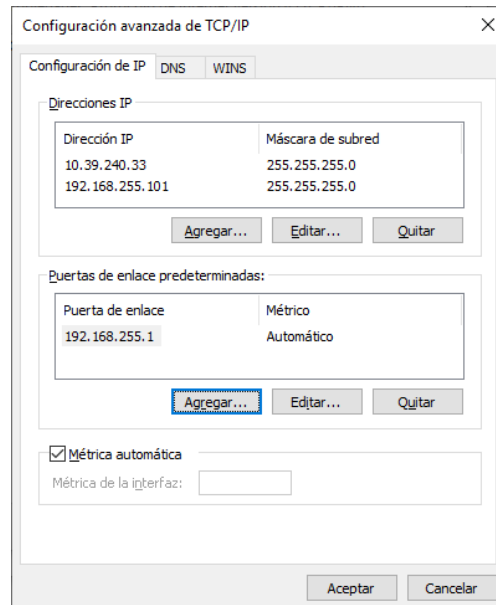 Configuración avanzada de TCP/IP
Configuración de IP DNS WINS
Direcciones IP
Dirección IP Máscara de subred
10.39.240.33 255.255.255.0
192.168.255.101 255.255.255.0
Agregar... Editar... Quitar
Puertas de enlace predeterminadas:
Puerta de enlace Métrico
192.168.255.1 Automático
Agregar... Editar... Quitar
Métrica automática
Métrica de la interfaz:
Aceptar Cancelar